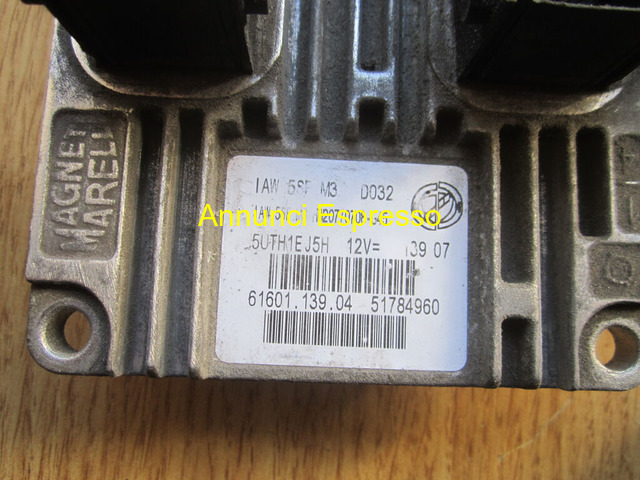 MAGNETI
MARELLI
IAW 5SF M3 D032
Annunci Espresso
5UTH1EJ5H 12V= 139 07
61601.139.04 51784960